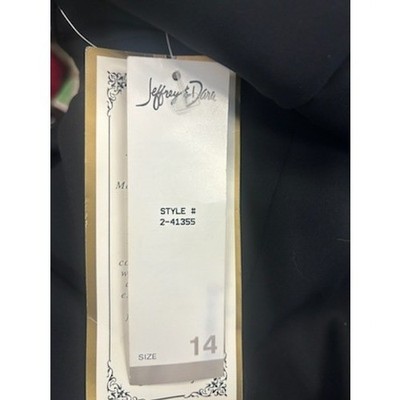 Jeffrey & Dara
STYLE #
2-41355
SIZE 14